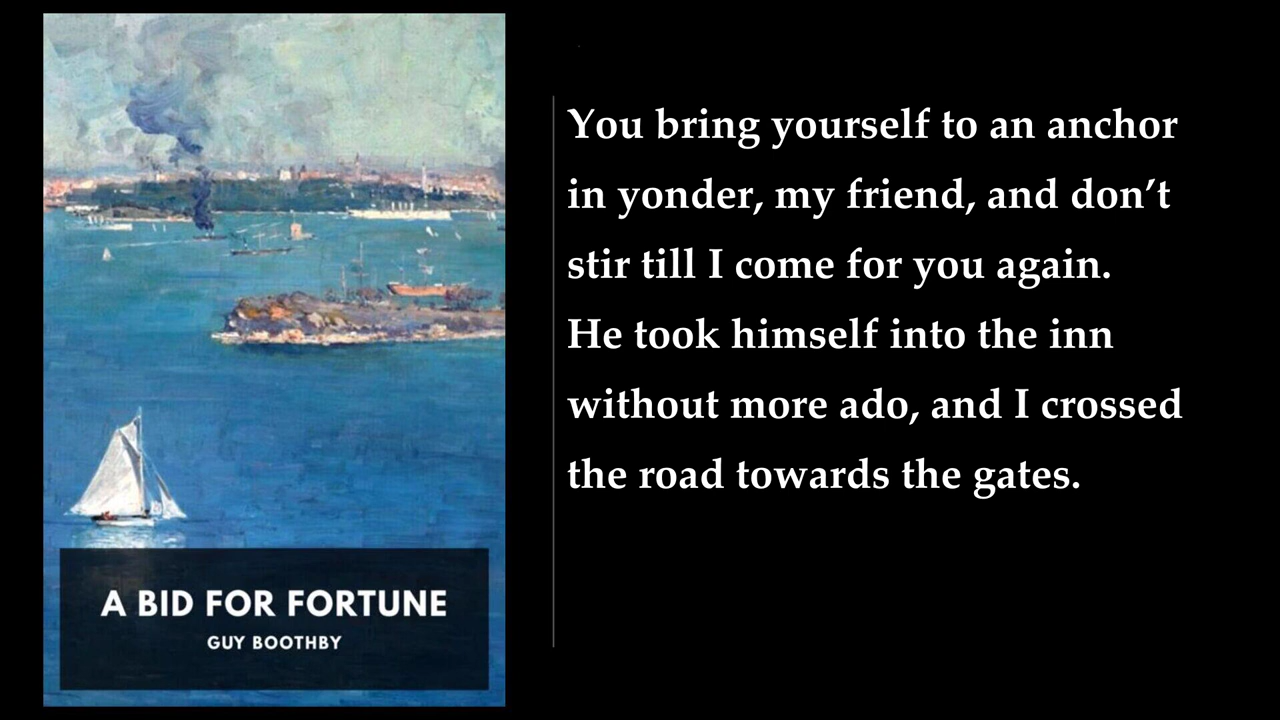 You bring yourself to an anchor
in yonder, my friend, and don’t
stir till I come for you again.
He took himself into the inn
without more ado, and I crossed
the road towards the gates.
A BID FOR FORTUNE
GUY BOOTHBY